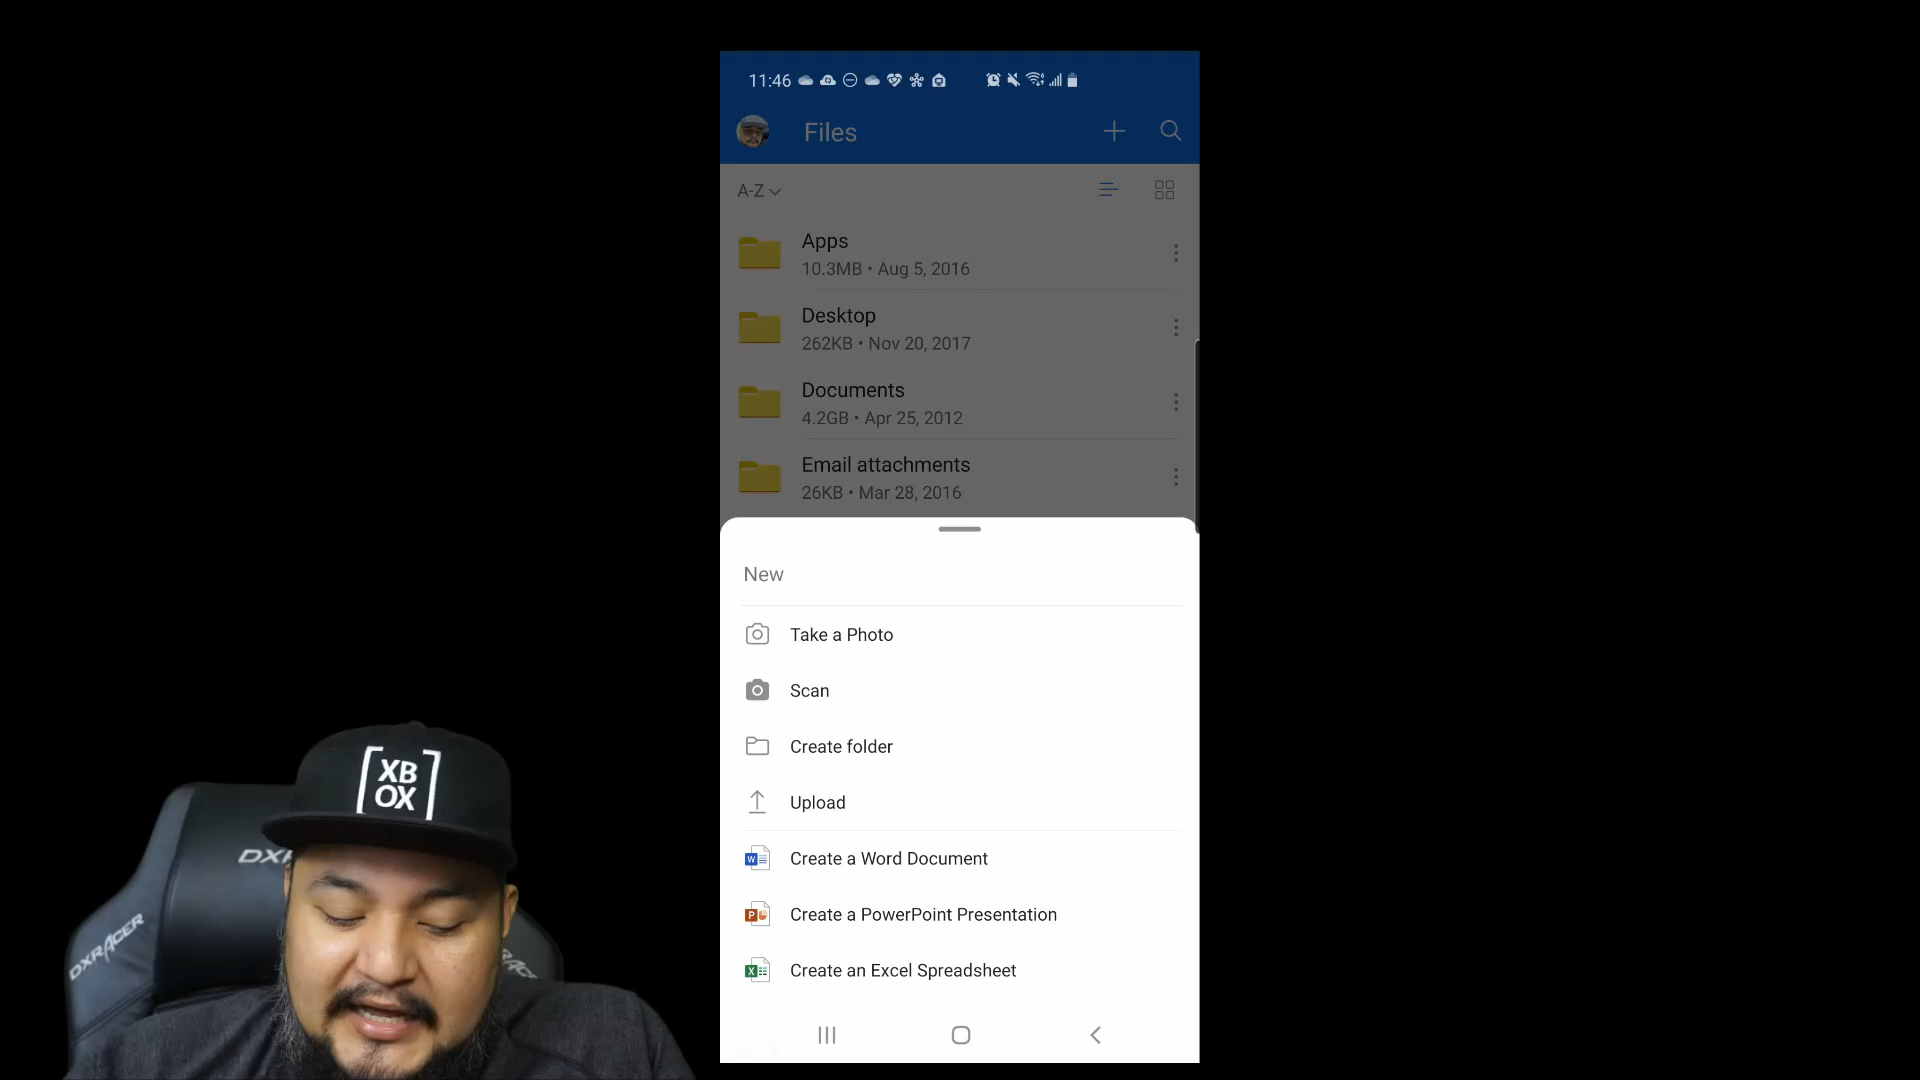 11:46
Files
A-Z
Apps
10.3MB • Aug 5, 2016
Desktop
262KB • Nov 20, 2017
Documents
4.2GB • Apr 25, 2012
Email attachments
26KB • Mar 28, 2016
New
Take a Photo
Scan
Create folder
Upload
Create a Word Document
Create a PowerPoint Presentation
Create an Excel Spreadsheet
XB
OX
DXR
DXRACER
RAC